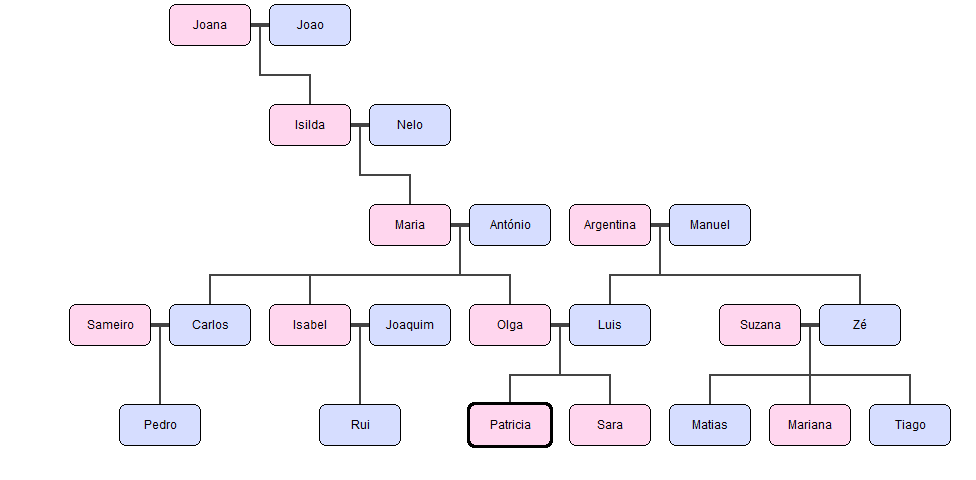 Joana
Joao
Isilda
Nelo
Maria
António
Argentina
Manuel
Sameiro
Carlos
Isabel
Joaquim
Olga
Luis
Suzana
Zé
Pedro
Rui
Patricia
Sara
Matias
Mariana
Tiago